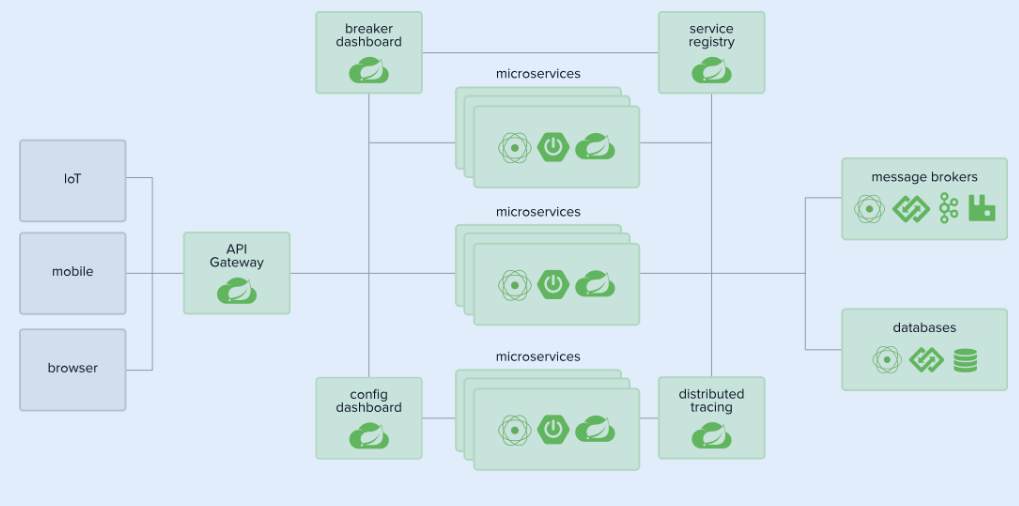 breaker
dashboard
service
registry
microservices
IoT
message brokers
microservices
API
Gateway
mobile
databases
microservices
browser
config
dashboard
distributed
tracing